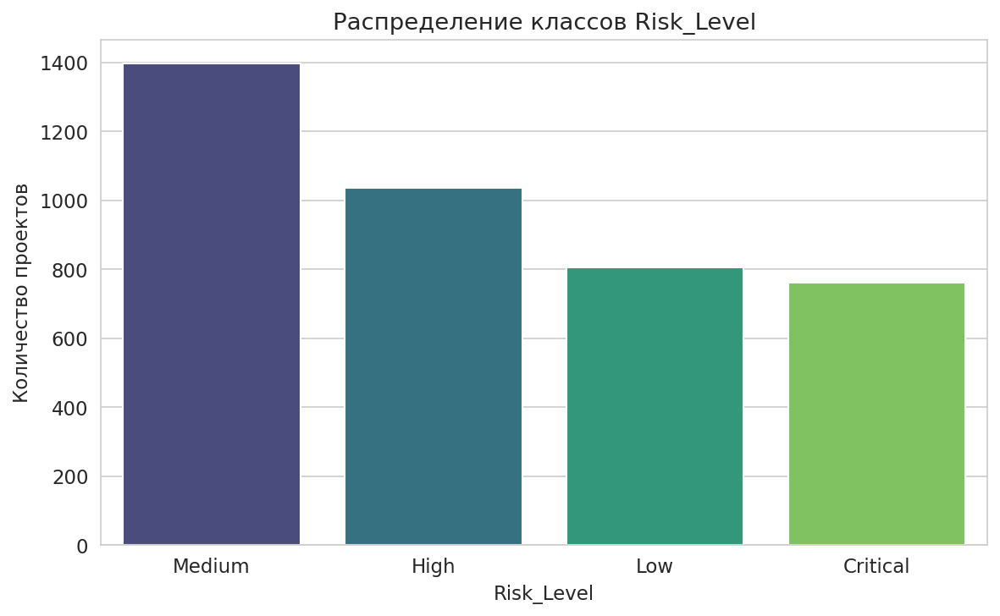 Распределение классов Risk_Level
Количество проектов
1400
1200
1000
800
600
400
200
0
Medium High Low Critical
Risk_Level